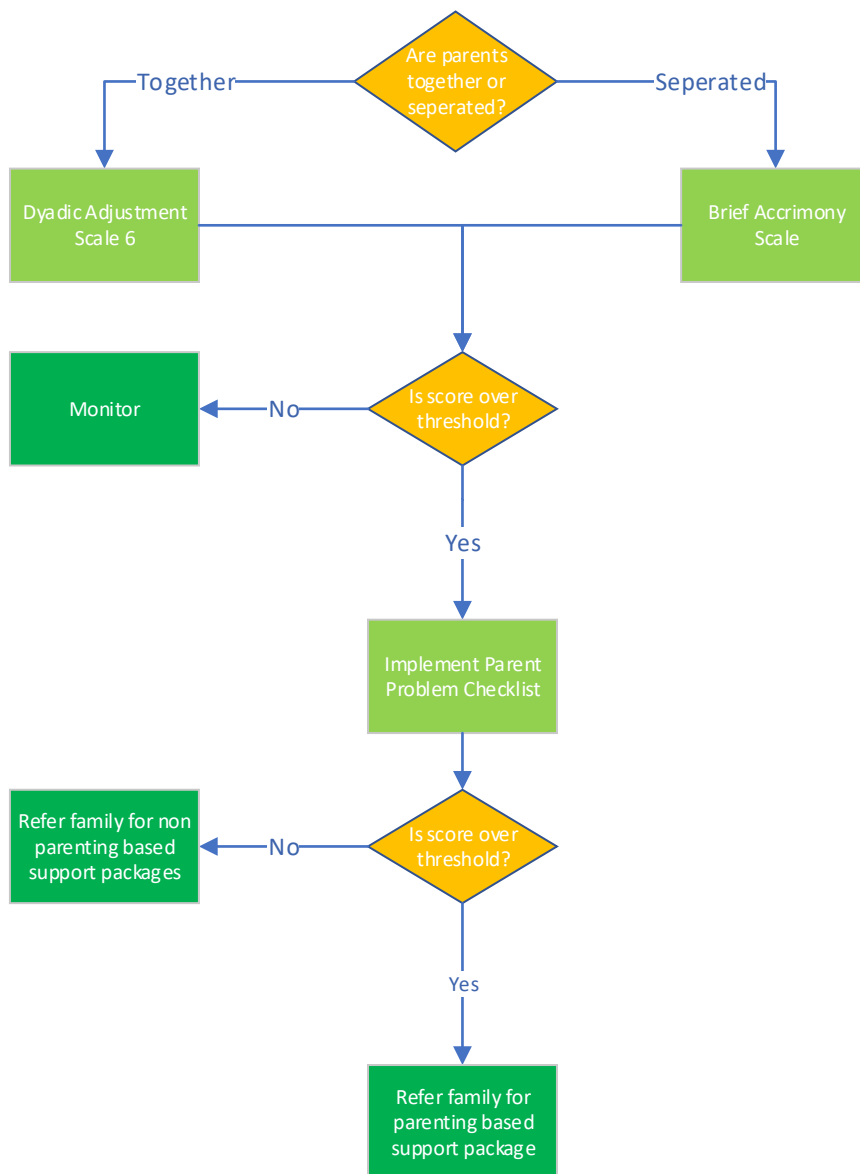 Are parents
together or
seperated?
Together
Seperated
Dyadic Adjustment
Scale 6
Brief Accrimony
Scale
Monitor
No
Is score over
threshold?
Yes
Implement Parent
Problem Checklist
Refer family for non
parenting based
support packages
No
Is score over
threshold?
Yes
Refer family for
parenting based
support package